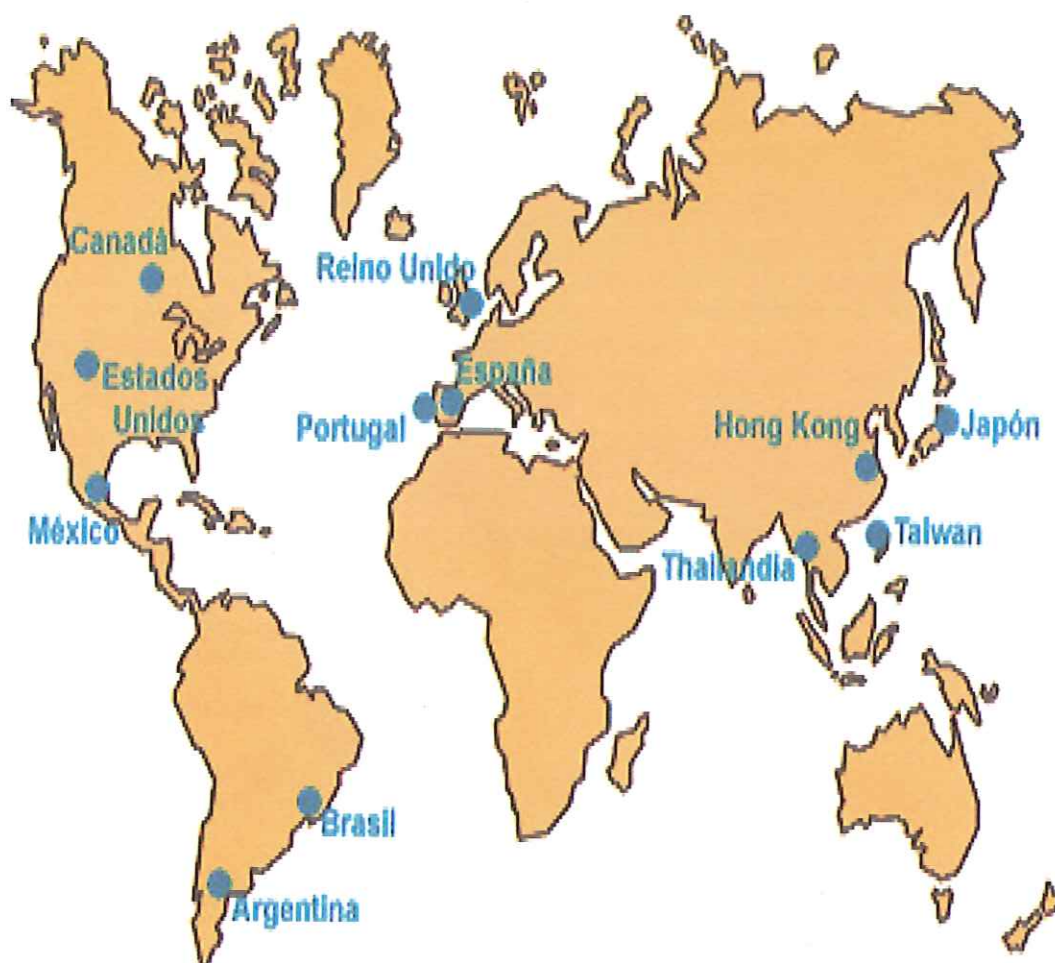 Canadá
Reino Unido
Estados
Unidos
España
Portugal
Hong Kong
Japón
México
Taiwan
Thailandia
Brasil
Argentina